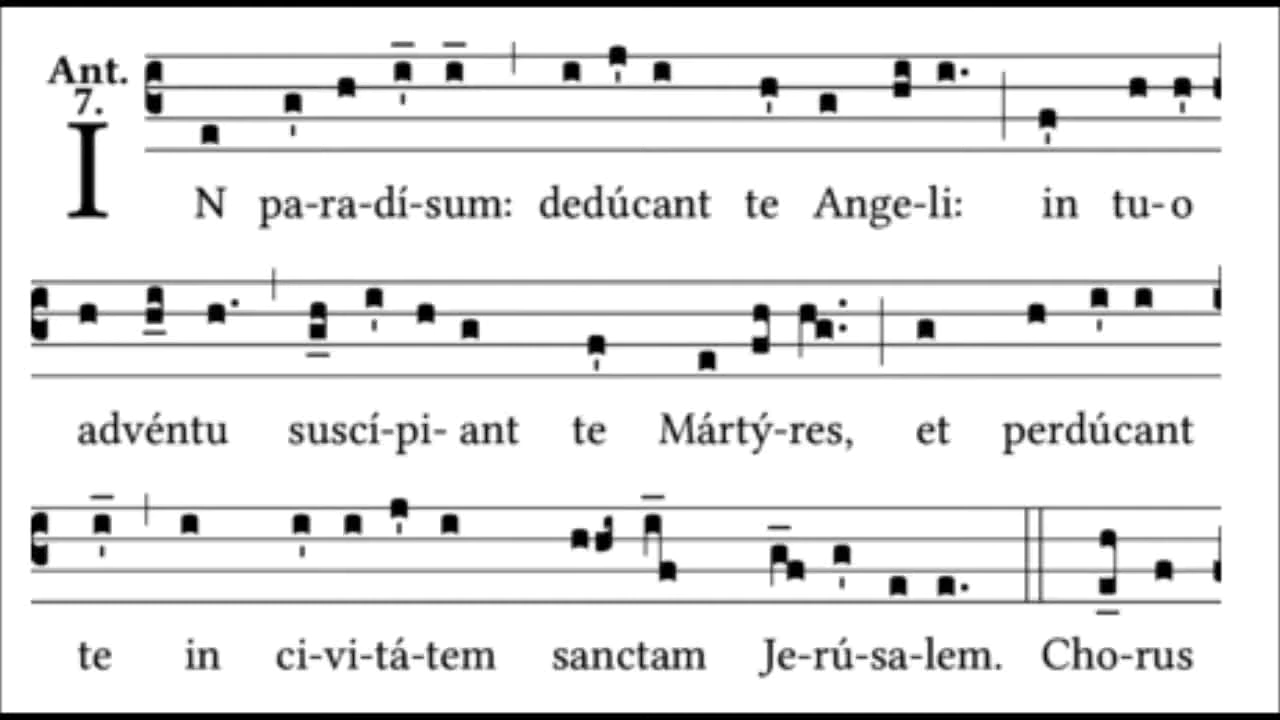 Ant.
7.
IN pa-ra-dí-sum: dedúcant te Ange-li: in tu-o
advéntu suscí-pi- ant te Mártý-res, et perdúcant
te in ci-vi-tá-tem sanctam Je-rú-sa-lem. Cho-rus